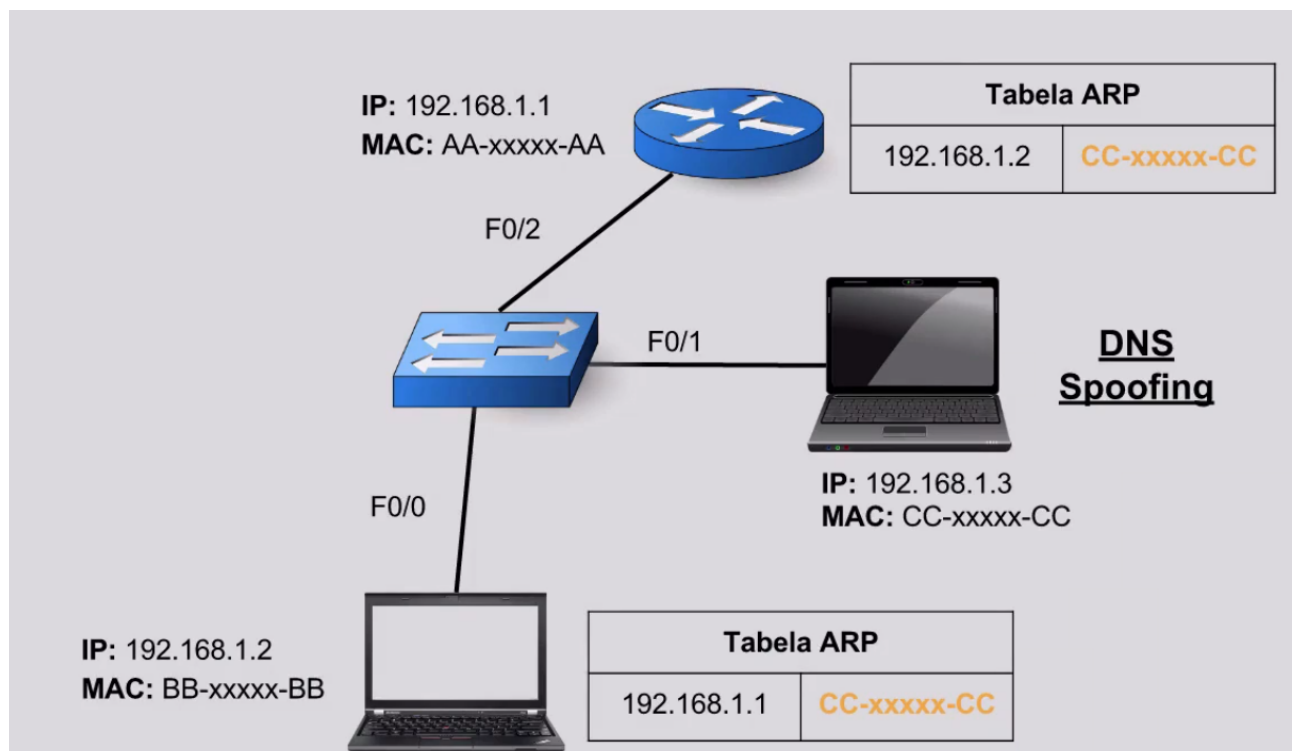 IP: 192.168.1.1
MAC: AA-xxxxx-AA
Tabela ARP
192.168.1.2 CC-xxxxx-CC
F0/2
F0/1
DNS
Spoofing
IP: 192.168.1.3
MAC: CC-xxxxx-CC
F0/0
IP: 192.168.1.2
MAC: BB-xxxxx-BB
Tabela ARP
192.168.1.1 CC-xxxxx-CC